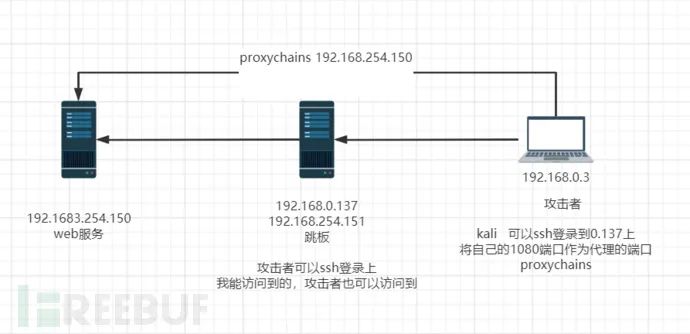 proxychains 192.168.254.150
192.1683.254.150
web服务
192.168.0.137
192.168.254.151
跳板
攻击者可以ssh登录上
我能访问到的，攻击者也可以访问到
192.168.0.3
攻击者
kali 可以ssh登录到0.137上
将自己的1080端口作为代理的端口
proxychains
FREEBUF